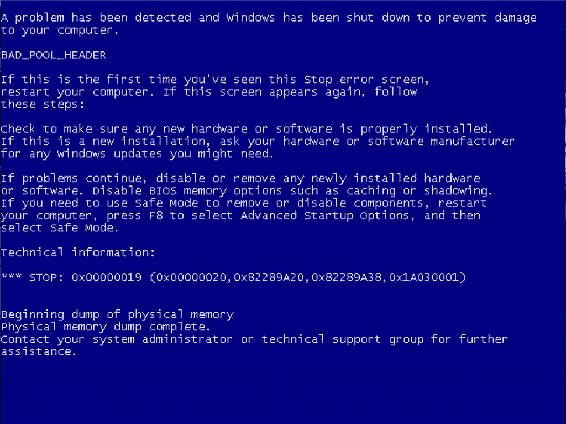 A problem has been detected and Windows has been shut down to prevent damage
to your computer.
BAD_POOL_HEADER
If this is the first time you've seen this Stop error screen,
restart your computer. If this screen appears again, follow
these steps:
Check to make sure any new hardware or software is properly installed.
If this is a new installation, ask your hardware or software manufacturer
for any windows updates you might need.
If problems continue, disable or remove any newly installed hardware
or software. Disable BIOS memory options such as caching or shadowing.
If you need to use Safe Mode to remove or disable components, restart
your computer, press F8 to select Advanced Startup Options, and then
select Safe Mode.
Technical information:
*** STOP: 0x00000019 (0x00000020,0x82289A20,0x82289A38,0x1A030001)
Beginning dump of physical memory
Physical memory dump complete.
Contact your system administrator or technical support group for further
assistance.